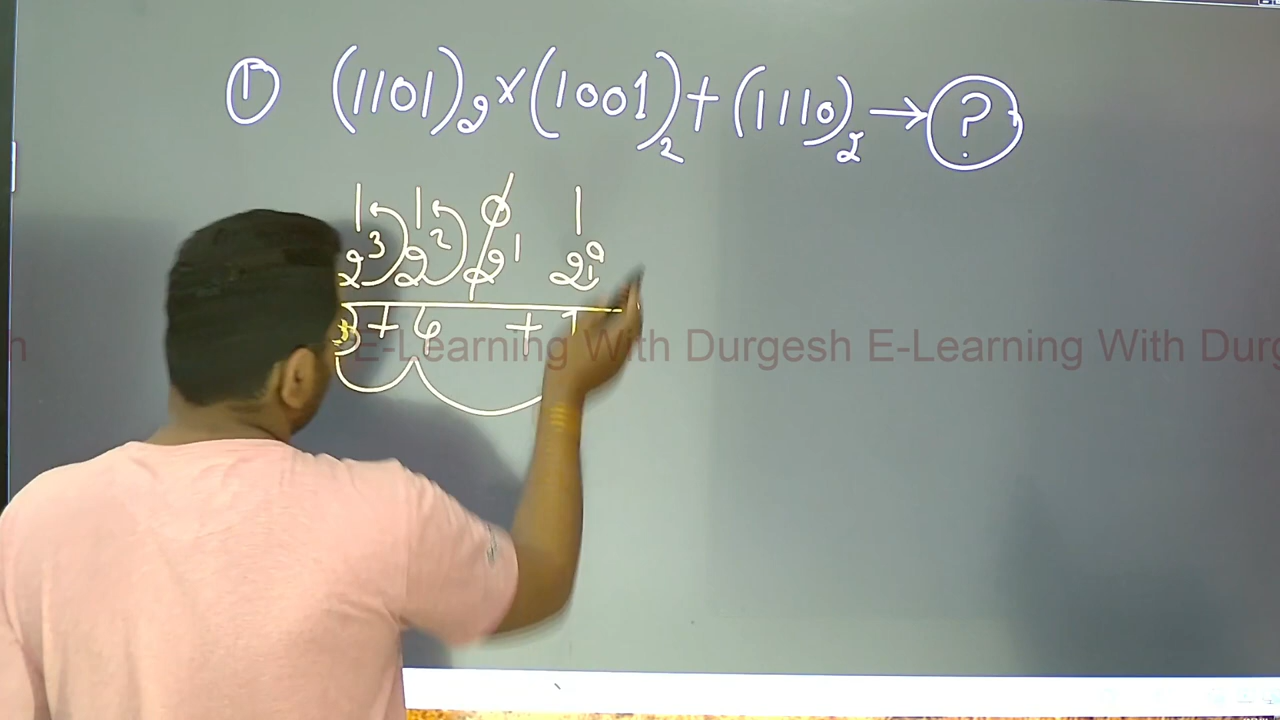 ① (1101)₂×(1001)₂+(1110)₂→?
1 1 0 1
2³ 2² 2¹ 2⁰
+ 4 + 1
E-Learning With Durgesh E-Learning With Durg